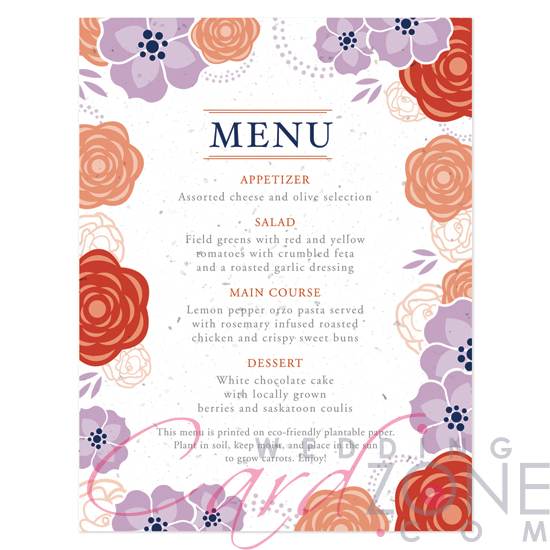 MENU
APPETIZER
Assorted cheese and olive selection
SALAD
Field greens with red and yellow
tomatoes with crumbled feta
and a roasted garlic dressing
MAIN COURSE
Lemon pepper orzo pasta served
with rosemary infused roasted
chicken and crispy sweet buns
DESSERT
White chocolate cake
with locally grown
berries and saskatoon coulis
This menu is printed on eco-friendly plantable paper.
Plant in soil, keep moist, and place in the sun
to grow carrots. Enjoy!
WEDDING
Card ZONE
.COM